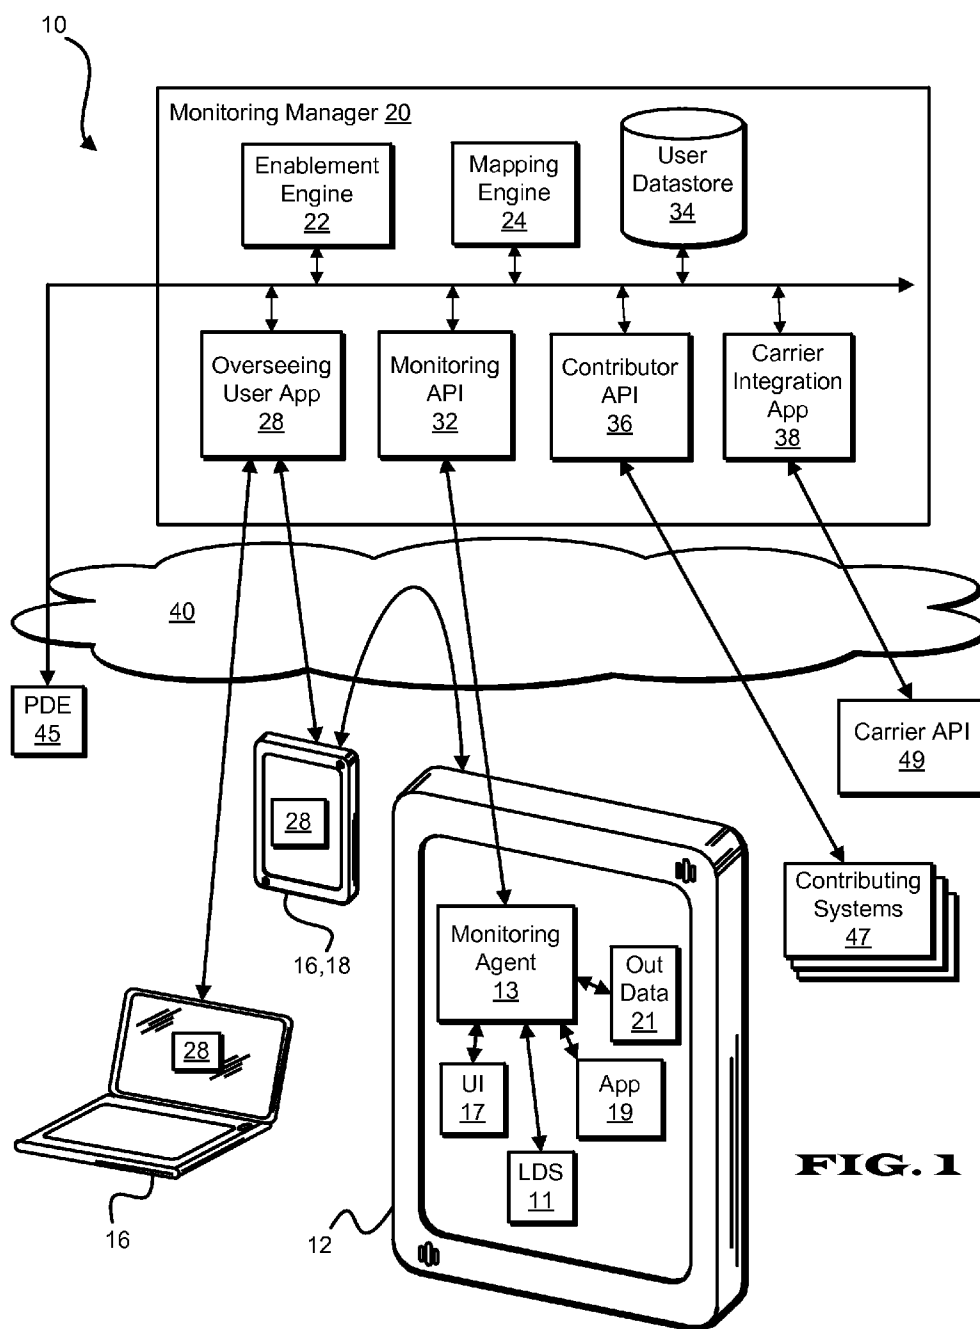 10
Monitoring Manager 20
Enablement
Engine
22
Mapping
Engine
24
User
Datastore
34
Overseeing
User App
28
Monitoring
API
32
Contributor
API
36
Carrier
Integration
App
38
40
PDE
45
Carrier API
49
28
16,18
Contributing
Systems
47
Monitoring
Agent
13
Out
Data
21
UI
17
App
19
LDS
11
28
16
12
FIG. 1